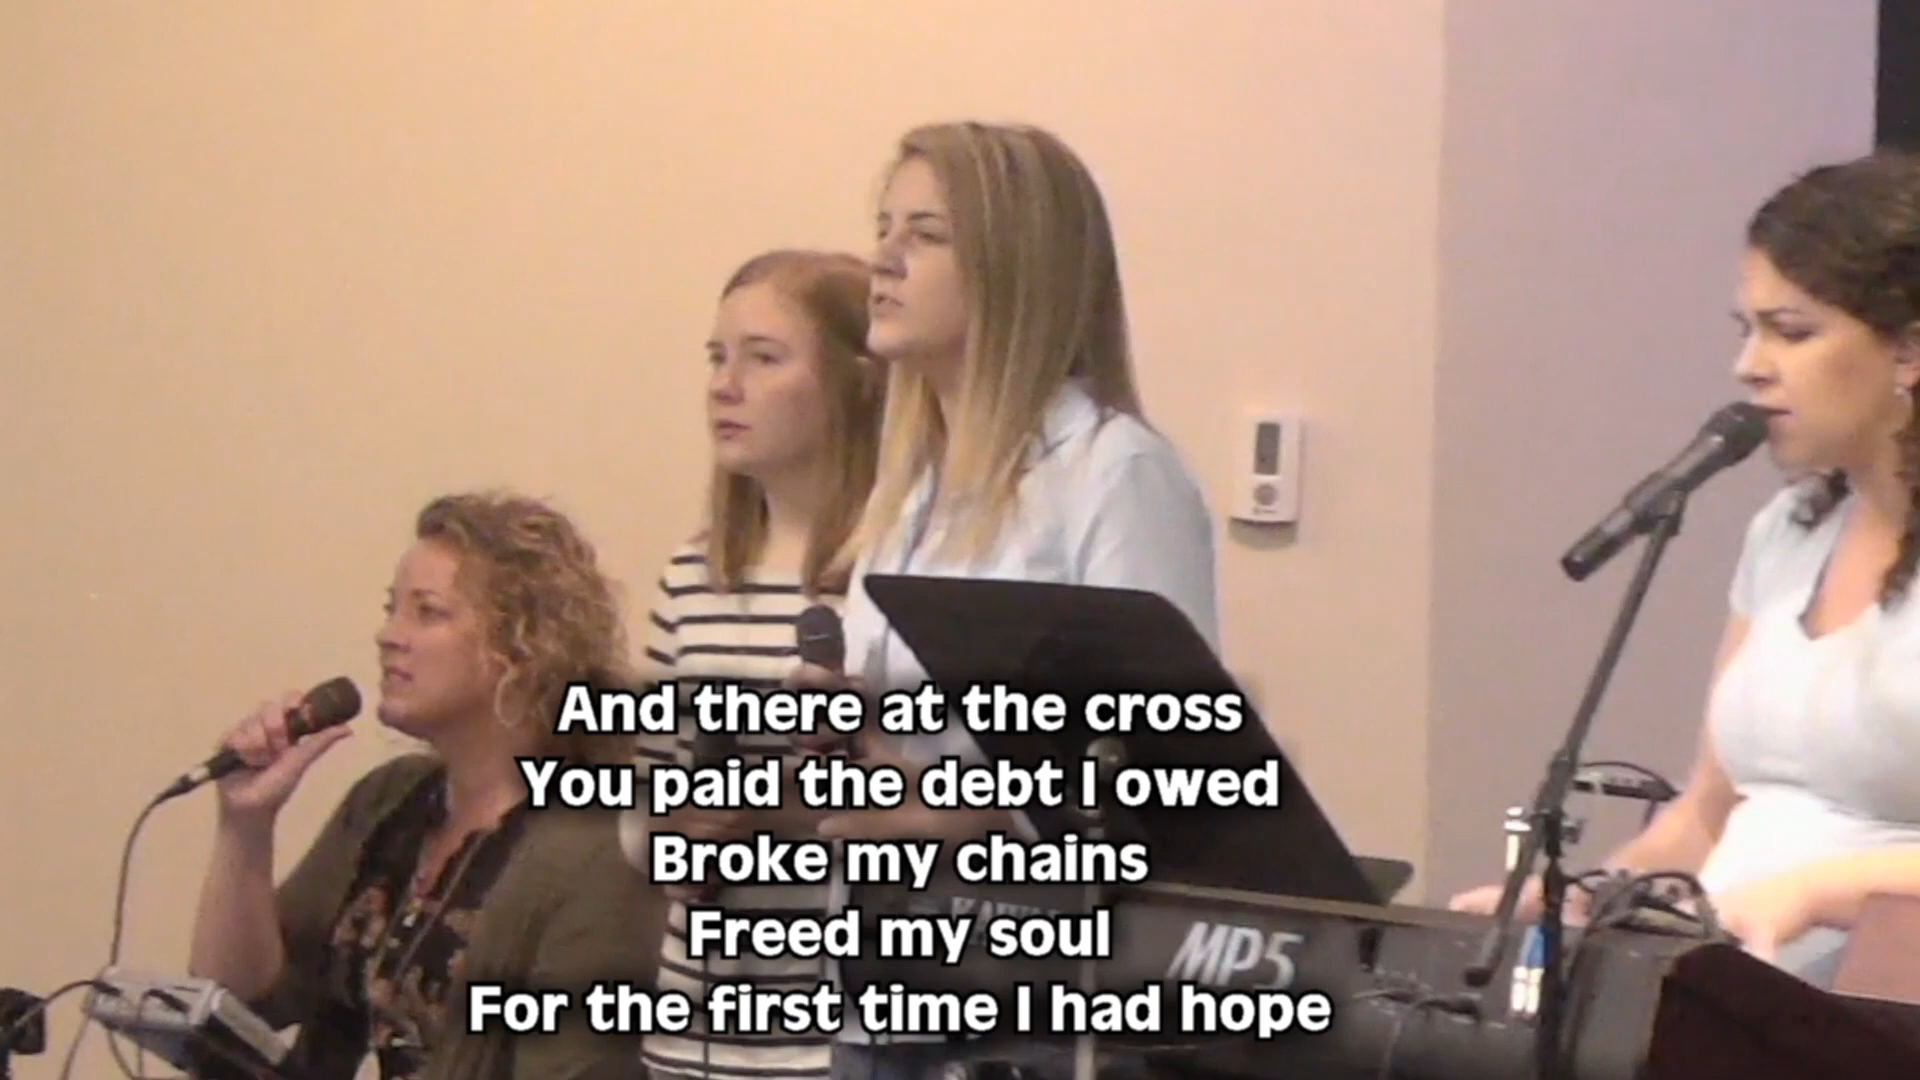 And there at the cross
You paid the debt I owed
Broke my chains
Freed my soul
For the first time I had hope
KAWAI
MP5